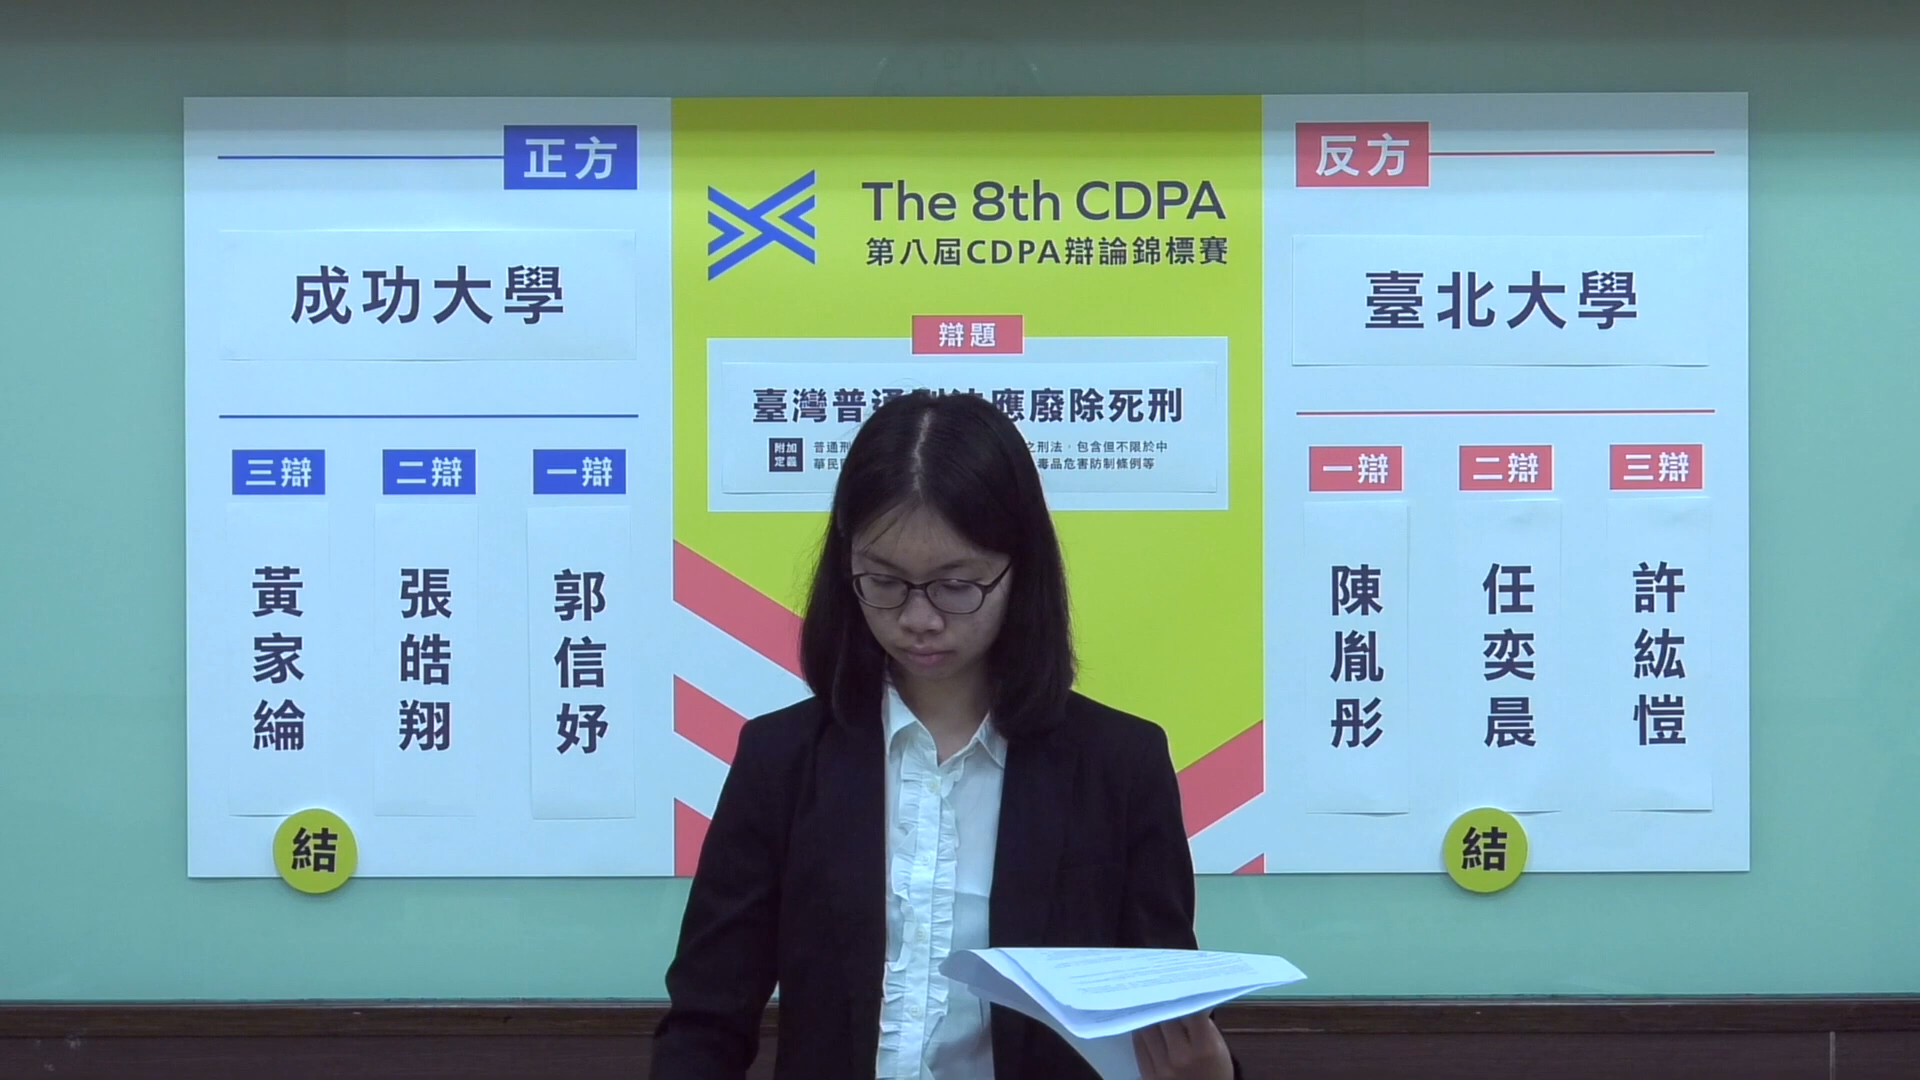 正方
成功大學
三辯
二辯
一辯
黃家綸
張皓翔
郭信妤
結
The 8th CDPA
第八屆CDPA辯論錦標賽
辯題
臺灣普通 應廢除死刑
附加
定義
普通刑 之刑法，包含但不限於中
華民 毒品危害防制條例等
反方
臺北大學
一辯
二辯
三辯
陳胤彤
任奕晨
許紘愷
結